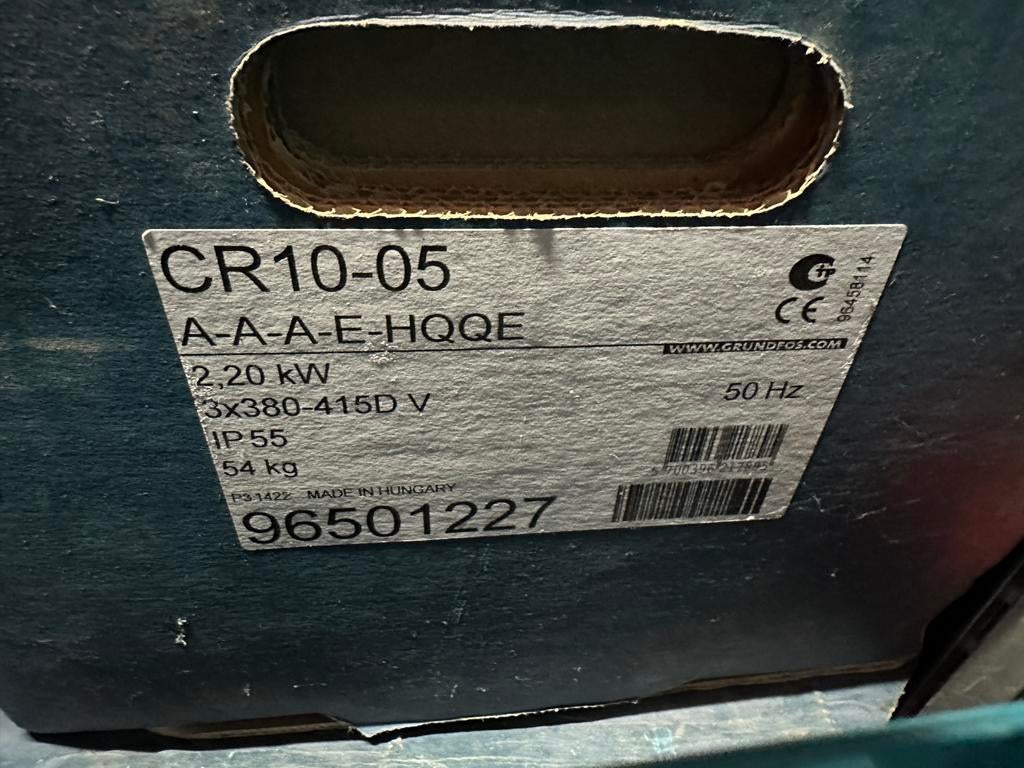 CR10-05
A-A-A-E-HQQE
CE
96458114
WWW.GRUNDFOS.COM
2,20 kW
3x380-415D V
50 Hz
IP 55
54 kg
P3 1422 MADE IN HUNGARY
96501227